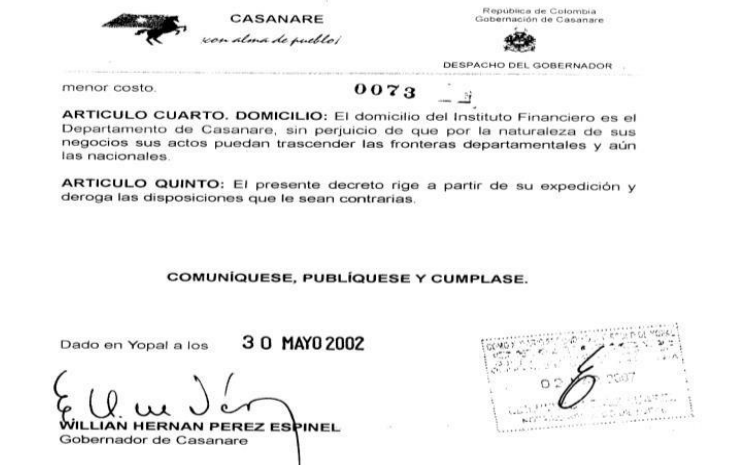 CASANARE
¡con alma de pueblo!
República de Colombia
Gobernación de Casanare
DESPACHO DEL GOBERNADOR
menor costo.
0073
ARTICULO CUARTO. DOMICILIO: El domicilio del Instituto Financiero es el
Departamento de Casanare, sin perjuicio de que por la naturaleza de sus
negocios sus actos puedan trascender las fronteras departamentales y aún
las nacionales.
ARTICULO QUINTO: El presente decreto rige a partir de su expedición y
deroga las disposiciones que le sean contrarias.
COMUNÍQUESE, PUBLÍQUESE Y CUMPLASE.
Dado en Yopal a los 30 MAYO 2002
02 2007
WILLIAN HERNAN PEREZ ESPINEL
Gobernador de Casanare